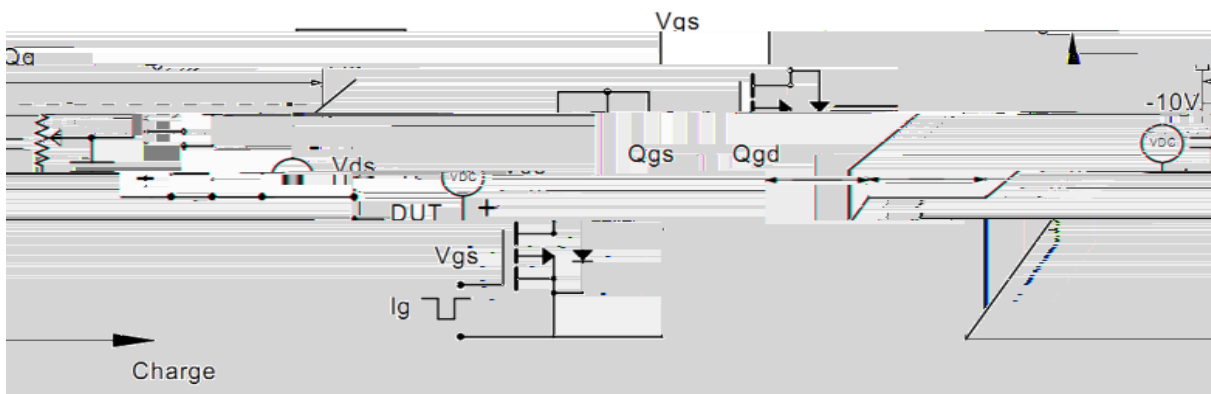 Vgs
Qg
-10V
VDC
Qgs Qgd
Vds
VDC
DUT +
Vgs
Ig
Charge